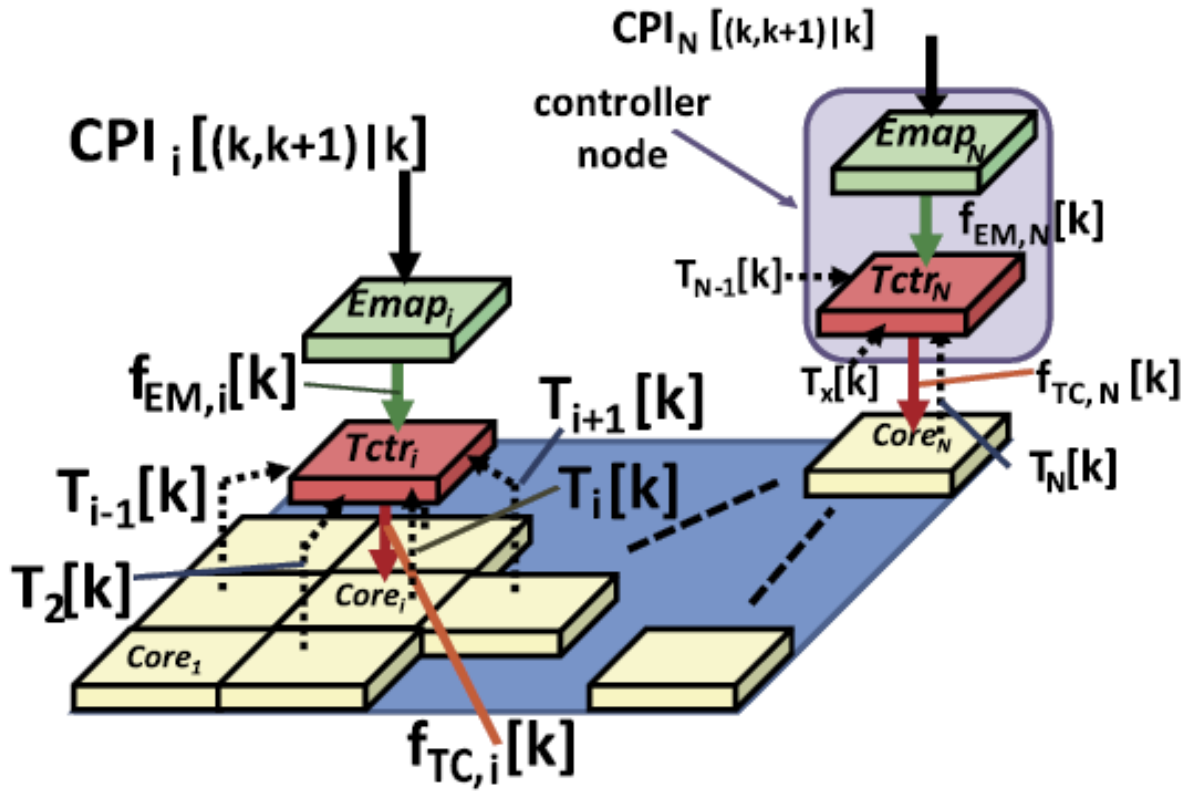 CPI_N [(k,k+1)|k]
controller
node
Emap_N
CPI_i [(k,k+1)|k]
f_EM,N[k]
T_N-1[k]
Tctr_N
Emap_i
T_x[k]
f_TC,N [k]
f_EM,i[k]
T_i+1[k]
Core_N
Tctr_i
T_i-1[k]
T_i[k]
T_N[k]
T_2[k]
Core_i
Core_1
f_TC,i[k]